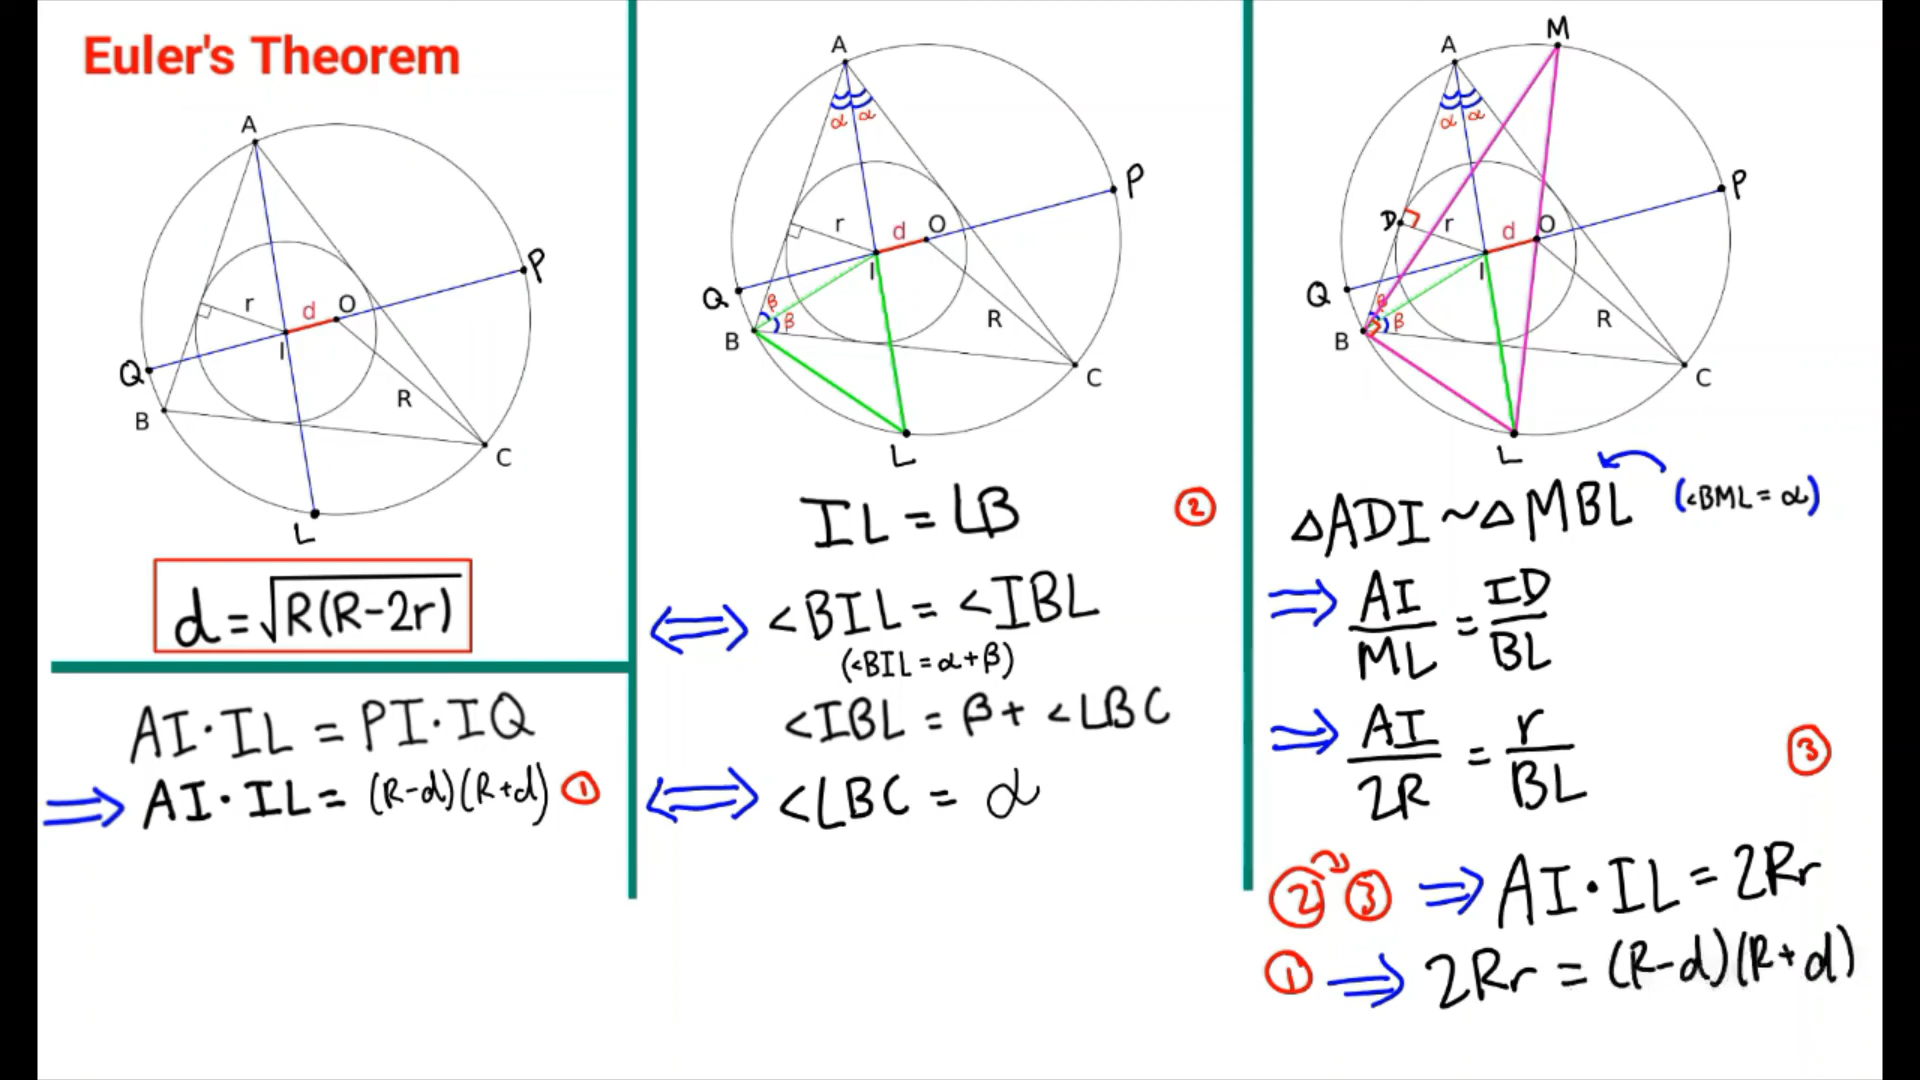 Euler's Theorem
A
P
r
d
O
I
Q
R
B
C
L
d = √R(R-2r)
AI·IL = PI·IQ
⇒ AI·IL = (R-d)(R+d) ①
A
α α
P
r
d
O
I
Q
β
β
R
B
C
L
IL = LB ②
⇔ <BIL = <IBL
(<BIL = α+β)
<IBL = β + <LBC
⇔ <LBC = α
M
A
α α
P
D
r
d
O
I
Q
β
β
R
B
C
L
△ADI ~ △MBL (<BML = α)
⇒ AI/ML = ID/BL
⇒ AI/2R = r/BL ③
② ③ ⇒ AI·IL = 2Rr
① ⇒ 2Rr = (R-d)(R+d)